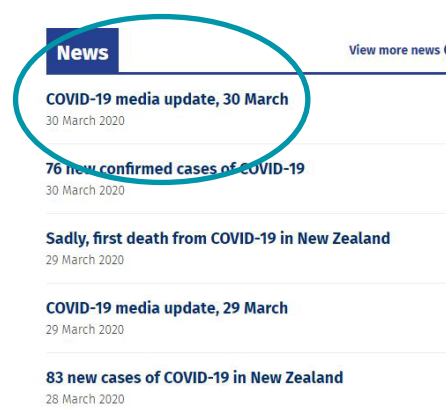 News
View more news
COVID-19 media update, 30 March
30 March 2020
76 new confirmed cases of COVID-19
30 March 2020
Sadly, first death from COVID-19 in New Zealand
29 March 2020
COVID-19 media update, 29 March
29 March 2020
83 new cases of COVID-19 in New Zealand
28 March 2020